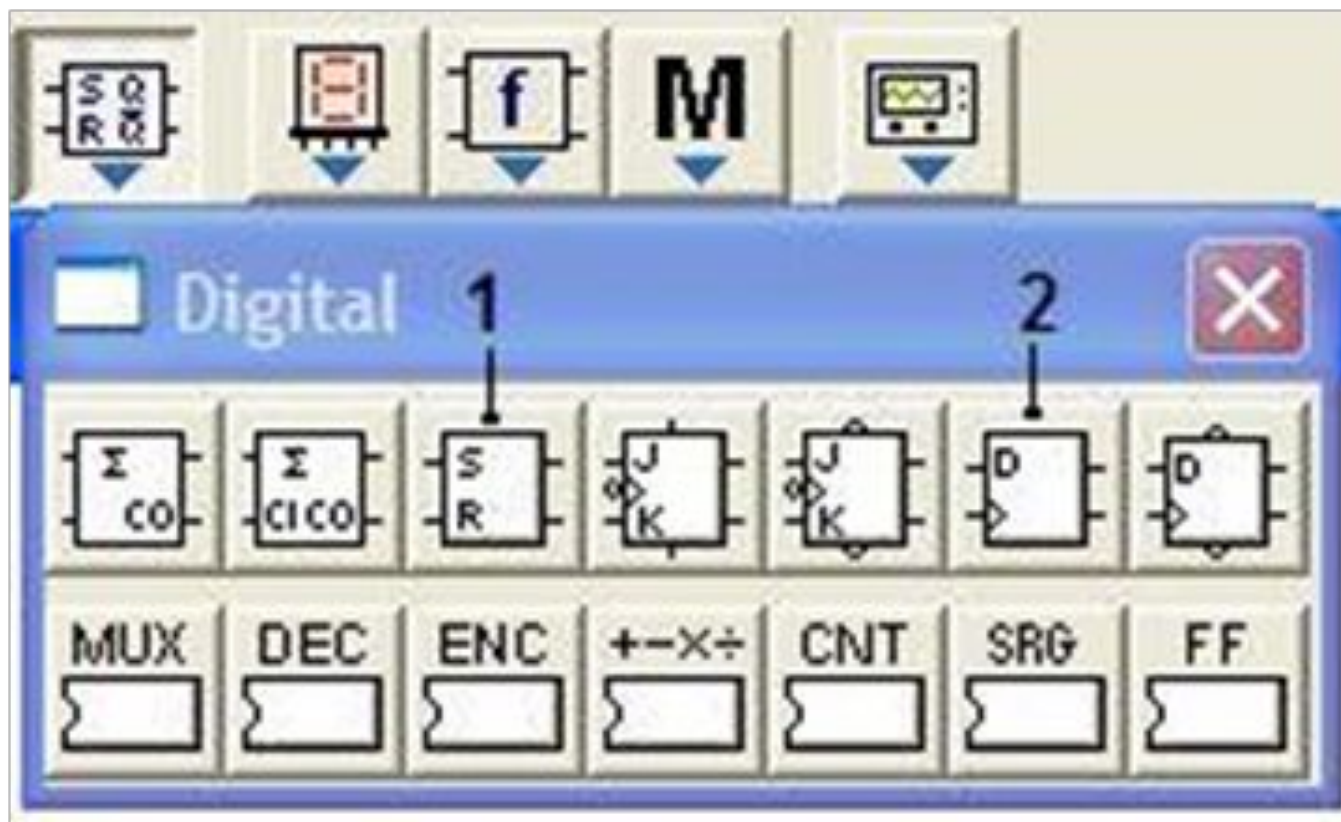 S Q
R Q̅
f
M
Digital 1 2
Σ CO
Σ CI CO
S R
J K
J K
D
D
MUX DEC ENC +−×÷ CNT SRG FF